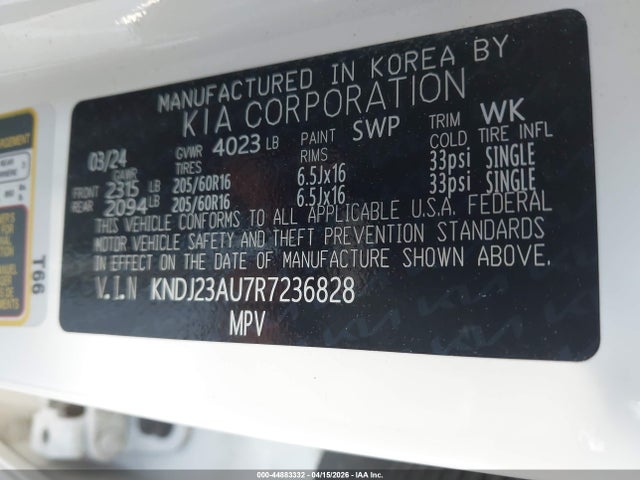 MANUFACTURED IN KOREA BY
KIA CORPORATION
03/24 GVWR 4023 LB PAINT SWP TRIM WK
GAWR TIRES RIMS COLD TIRE INFL
FRONT 2315 LB 205/60R16 6.5Jx16 33psi SINGLE
REAR 2094 LB 205/60R16 6.5Jx16 33psi SINGLE
THIS VEHICLE CONFORMS TO ALL APPLICABLE U.S.A. FEDERAL
MOTOR VEHICLE SAFETY AND THEFT PREVENTION STANDARDS
IN EFFECT ON THE DATE OF MANUFACTURE SHOWN ABOVE.
V.I.N KNDJ23AU7R7236828
MPV
T66
000-44883332 - 04/15/2026 - IAA Inc.